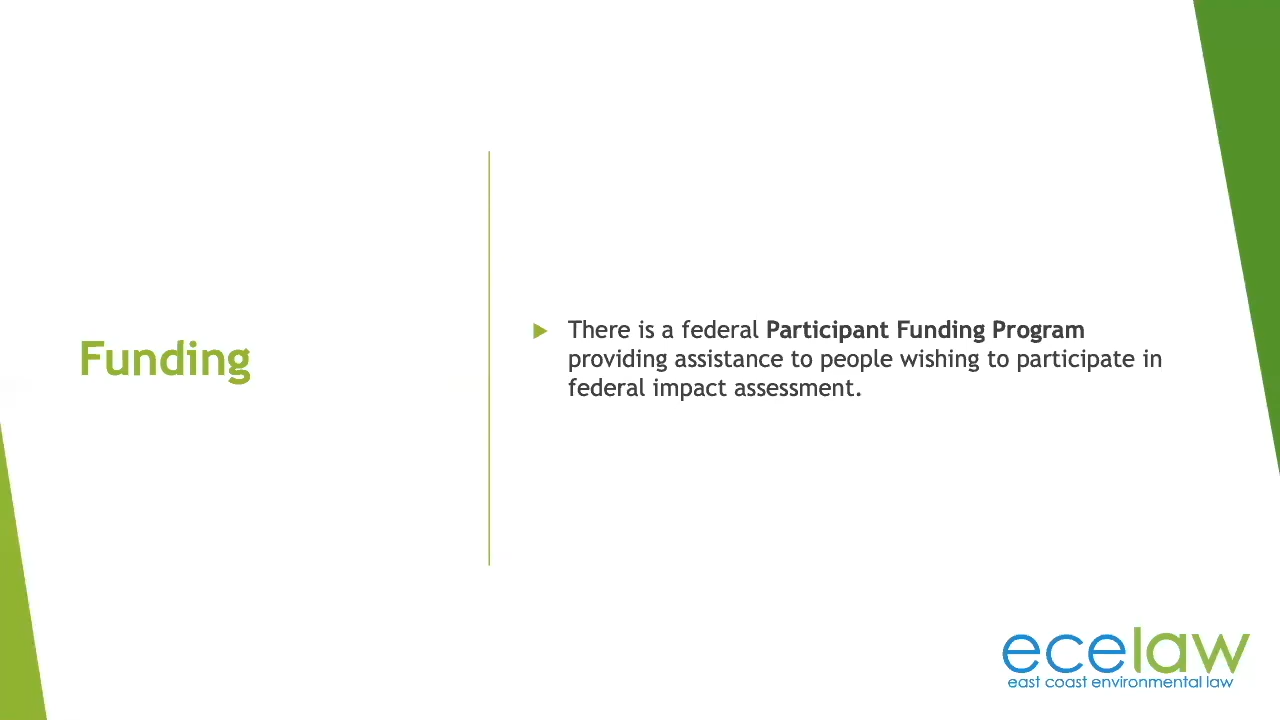 Funding
There is a federal Participant Funding Program
providing assistance to people wishing to participate in
federal impact assessment.
ecelaw
east coast environmental law